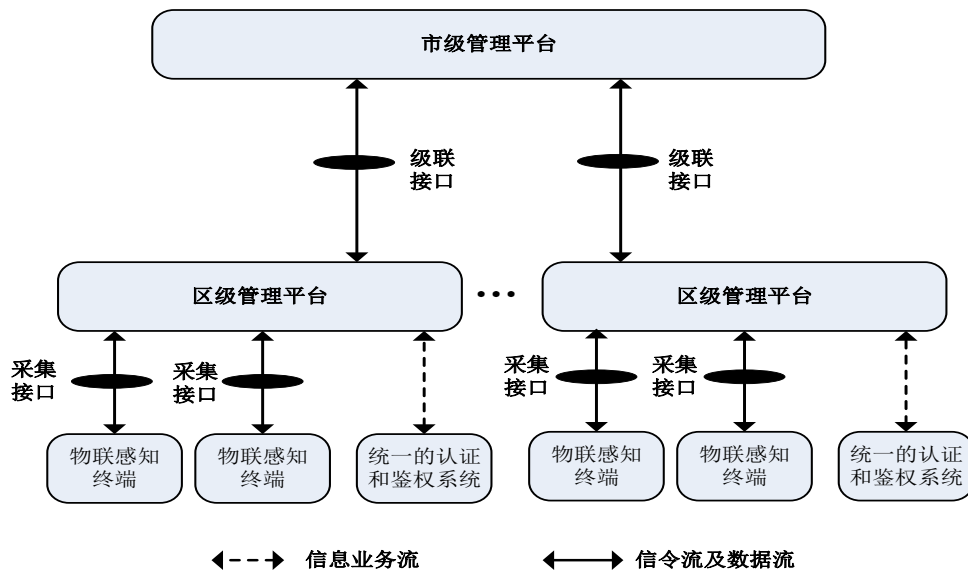 市级管理平台
级联
接口
级联
接口
区级管理平台
...
区级管理平台
采集
接口
采集
接口
采集
接口
采集
接口
物联感知
终端
物联感知
终端
统一的认证
和鉴权系统
物联感知
终端
物联感知
终端
统一的认证
和鉴权系统
信息业务流
信令流及数据流